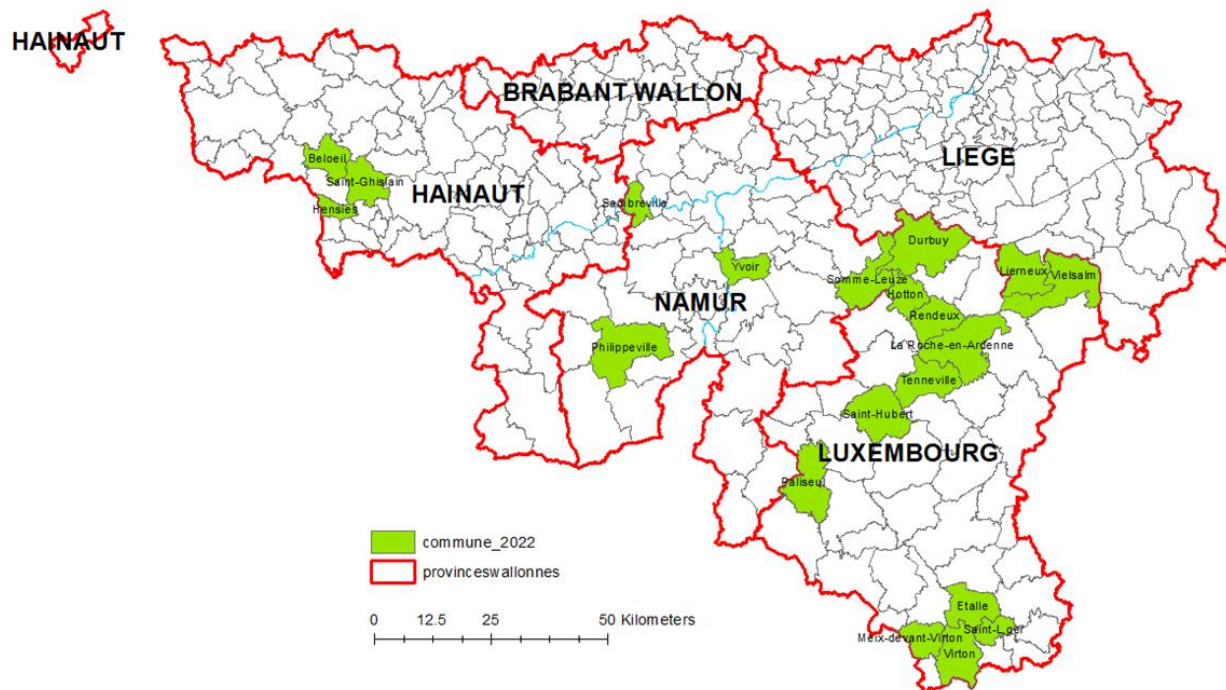 HAINAUT
BRABANT WALLON
LIEGE
Beloeil
Saint-Ghislain
HAINAUT
Hensies
Sambreville
Durbuy
Yvoir
Lierneux
Vielsalm
Somme-Leuze
Hotton
NAMUR
Rendeux
Philippeville
La Roche-en-Ardenne
Tenneville
Saint-Hubert
LUXEMBOURG
Paliseul
commune_2022
provinceswallonnes
0 12.5 25 50 Kilometers
Etalle
Saint-Léger
Meix-devant-Virton
Virton